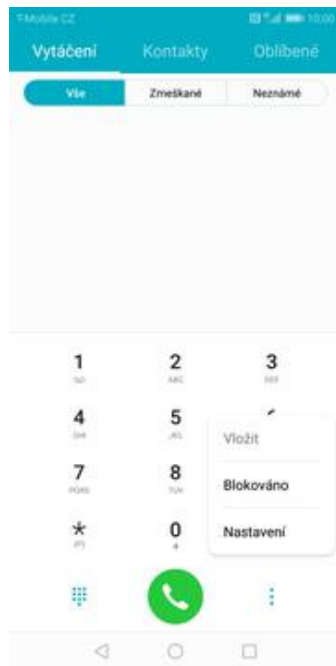 T-Mobile CZ 10:00
Vytáčení Kontakty Oblíbené
Vše Zmeškané Neznámé
1 2 3
ABC DEF
4 5
GHI JKL
Vložit
7 8
PQRS TUV
Blokováno
* 0
(P) +
Nastavení